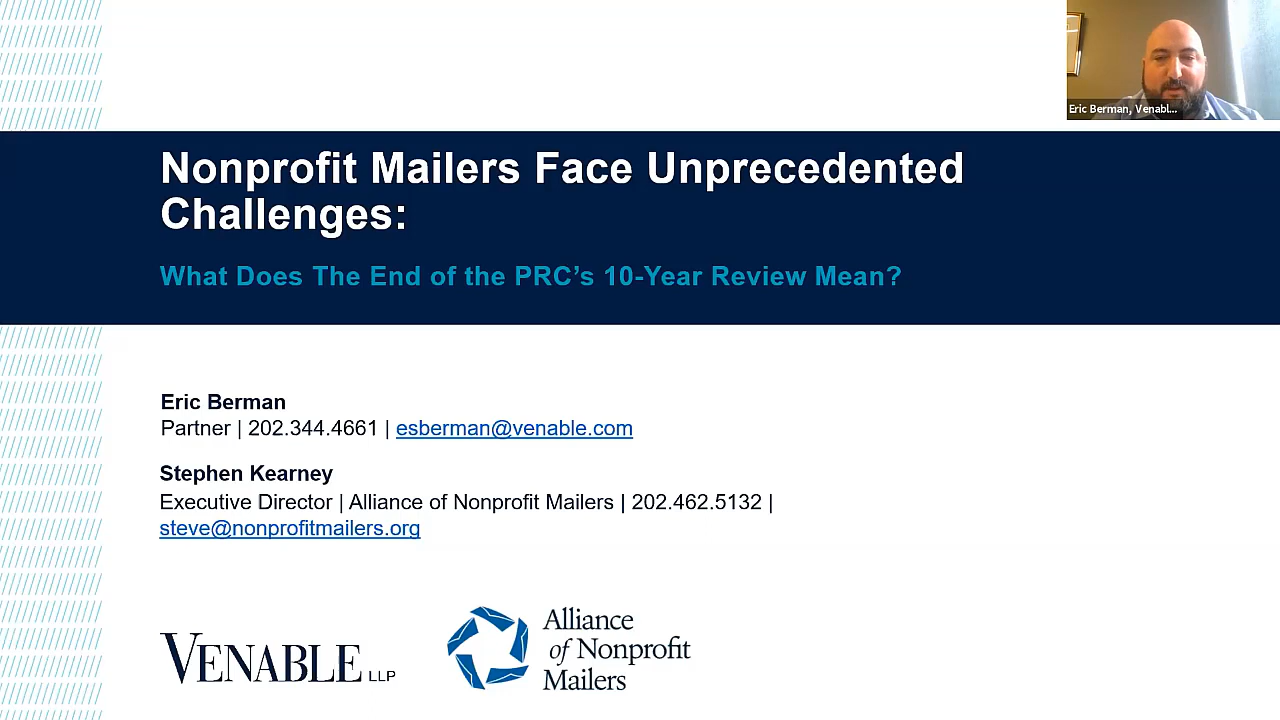 Eric Berman, Venabl...
Nonprofit Mailers Face Unprecedented
Challenges:
What Does The End of the PRC’s 10-Year Review Mean?
Eric Berman
Partner | 202.344.4661 | esberman@venable.com
Stephen Kearney
Executive Director | Alliance of Nonprofit Mailers | 202.462.5132 |
steve@nonprofitmailers.org
VENABLE LLP
Alliance
of Nonprofit
Mailers